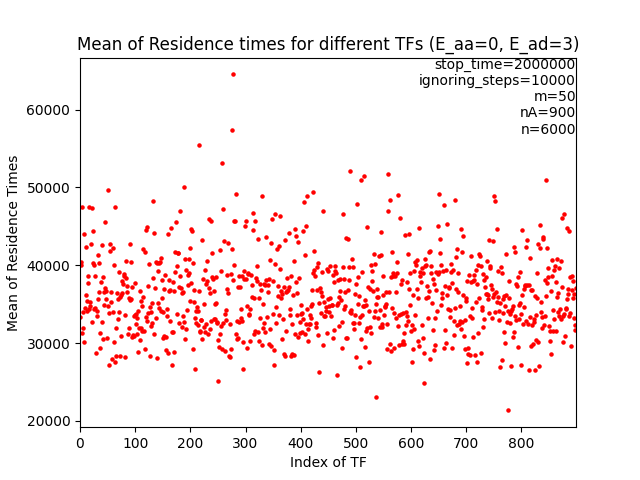 Mean of Residence times for different TFs (E_aa=0, E_ad=3)
stop_time=2000000
ignoring_steps=10000
m=50
nA=900
n=6000
Mean of Residence Times
60000
50000
40000
30000
20000
0 100 200 300 400 500 600 700 800
Index of TF